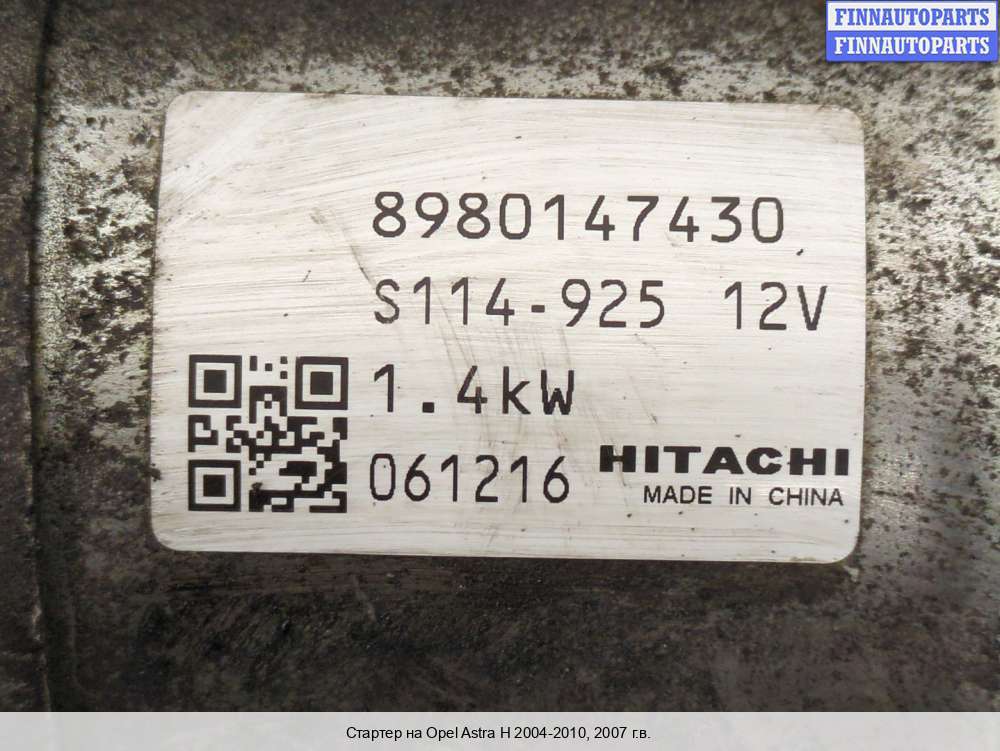 FINNAUTOPARTS
FINNAUTOPARTS
8980147430
S114-925 12V
1.4kW
061216 HITACHI
MADE IN CHINA
Стартер на Opel Astra H 2004-2010, 2007 г.в.